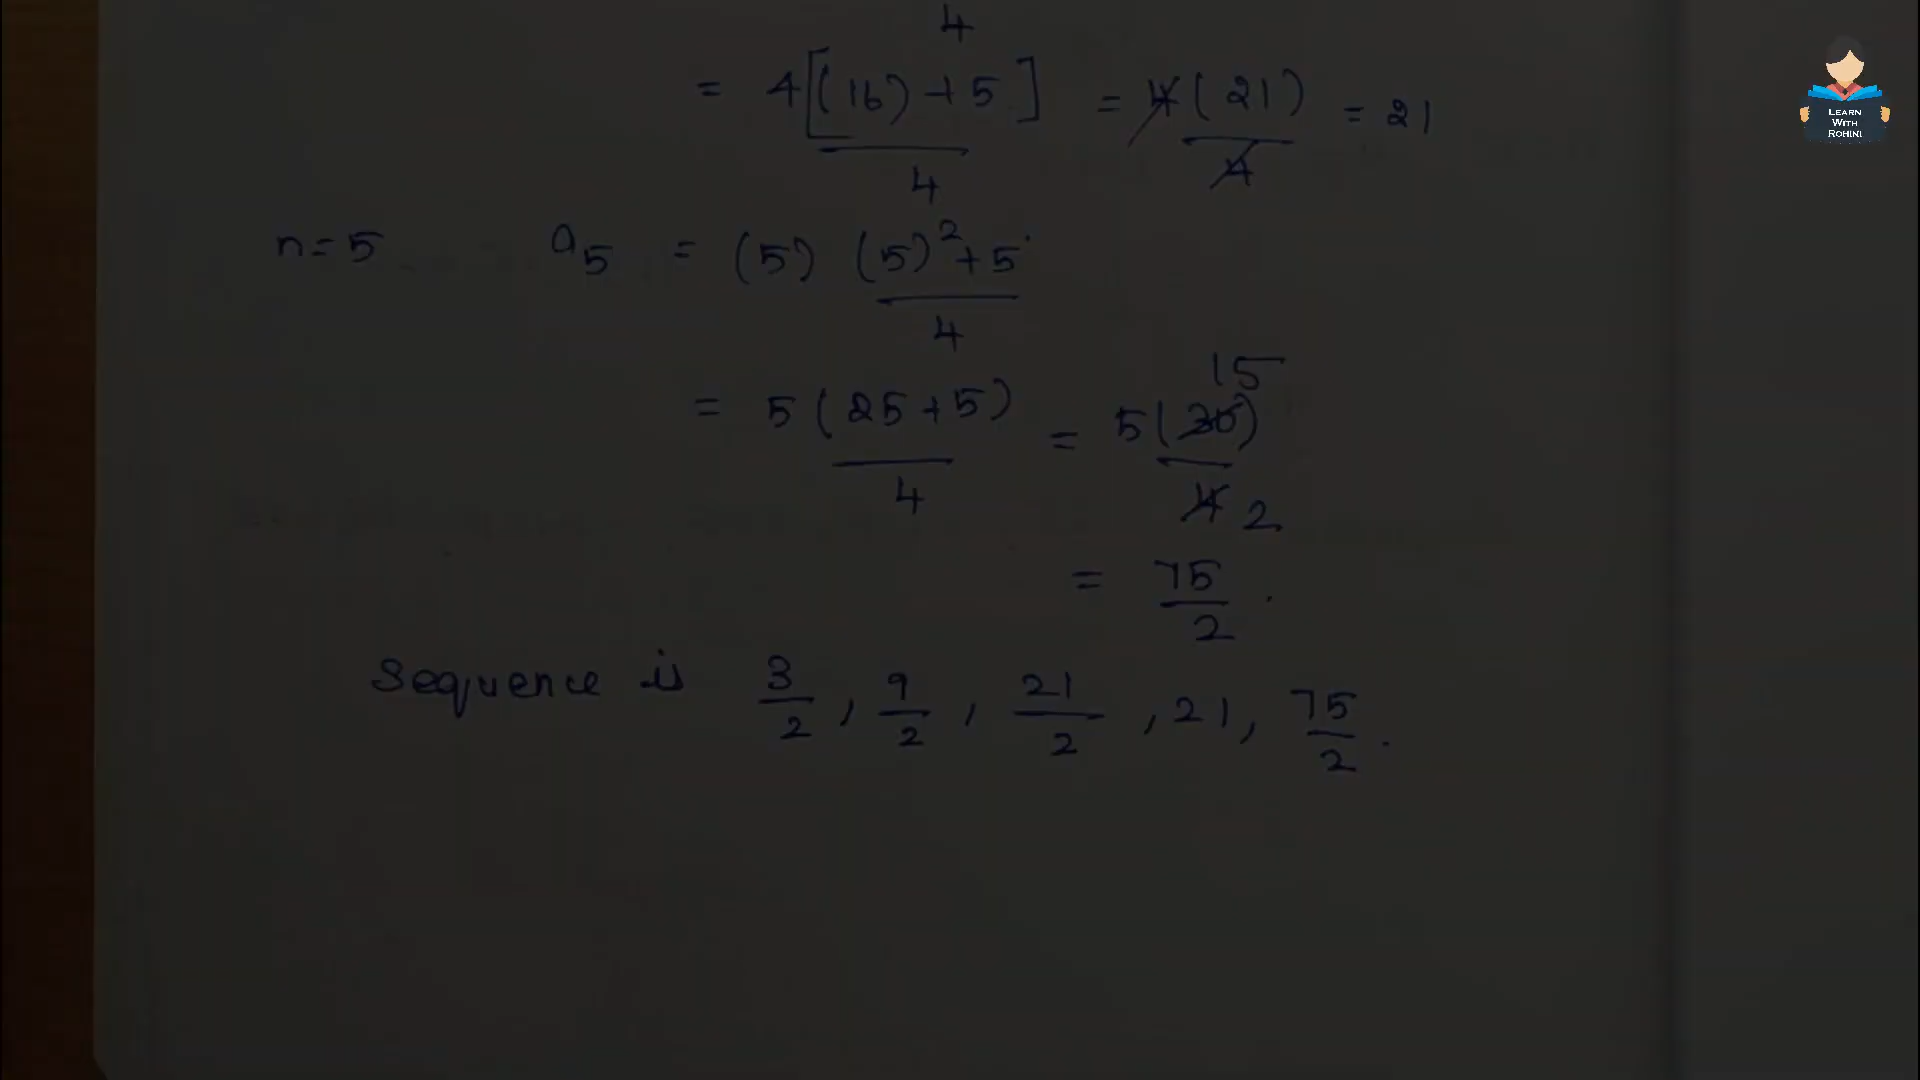 4
= 4[(16)+5] = 4(21) = 21
4 4
n=5 a5 = (5) (5)²+5
4
= 5(25+5) = 5(30) 15
4 4 2
= 75/2.
Sequence is 3/2, 9/2, 21/2, 21, 75/2.
LEARN
WITH
ROHINI